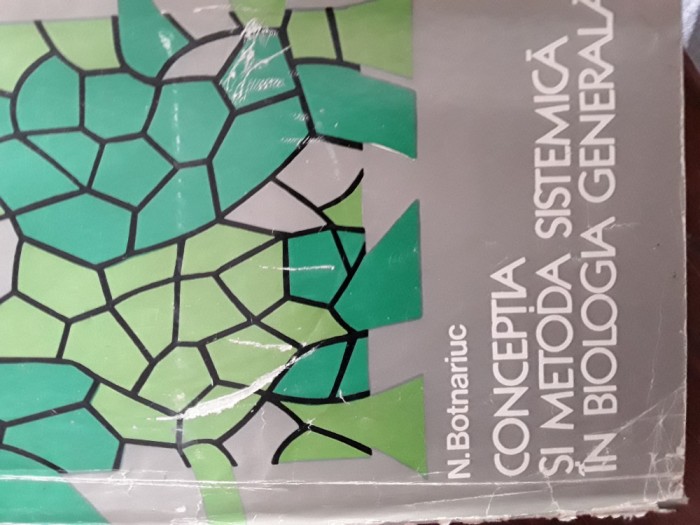 N. Botnariuc
CONCEPȚIA
ȘI METODA SISTEMICĂ
ÎN BIOLOGIA GENERALĂ